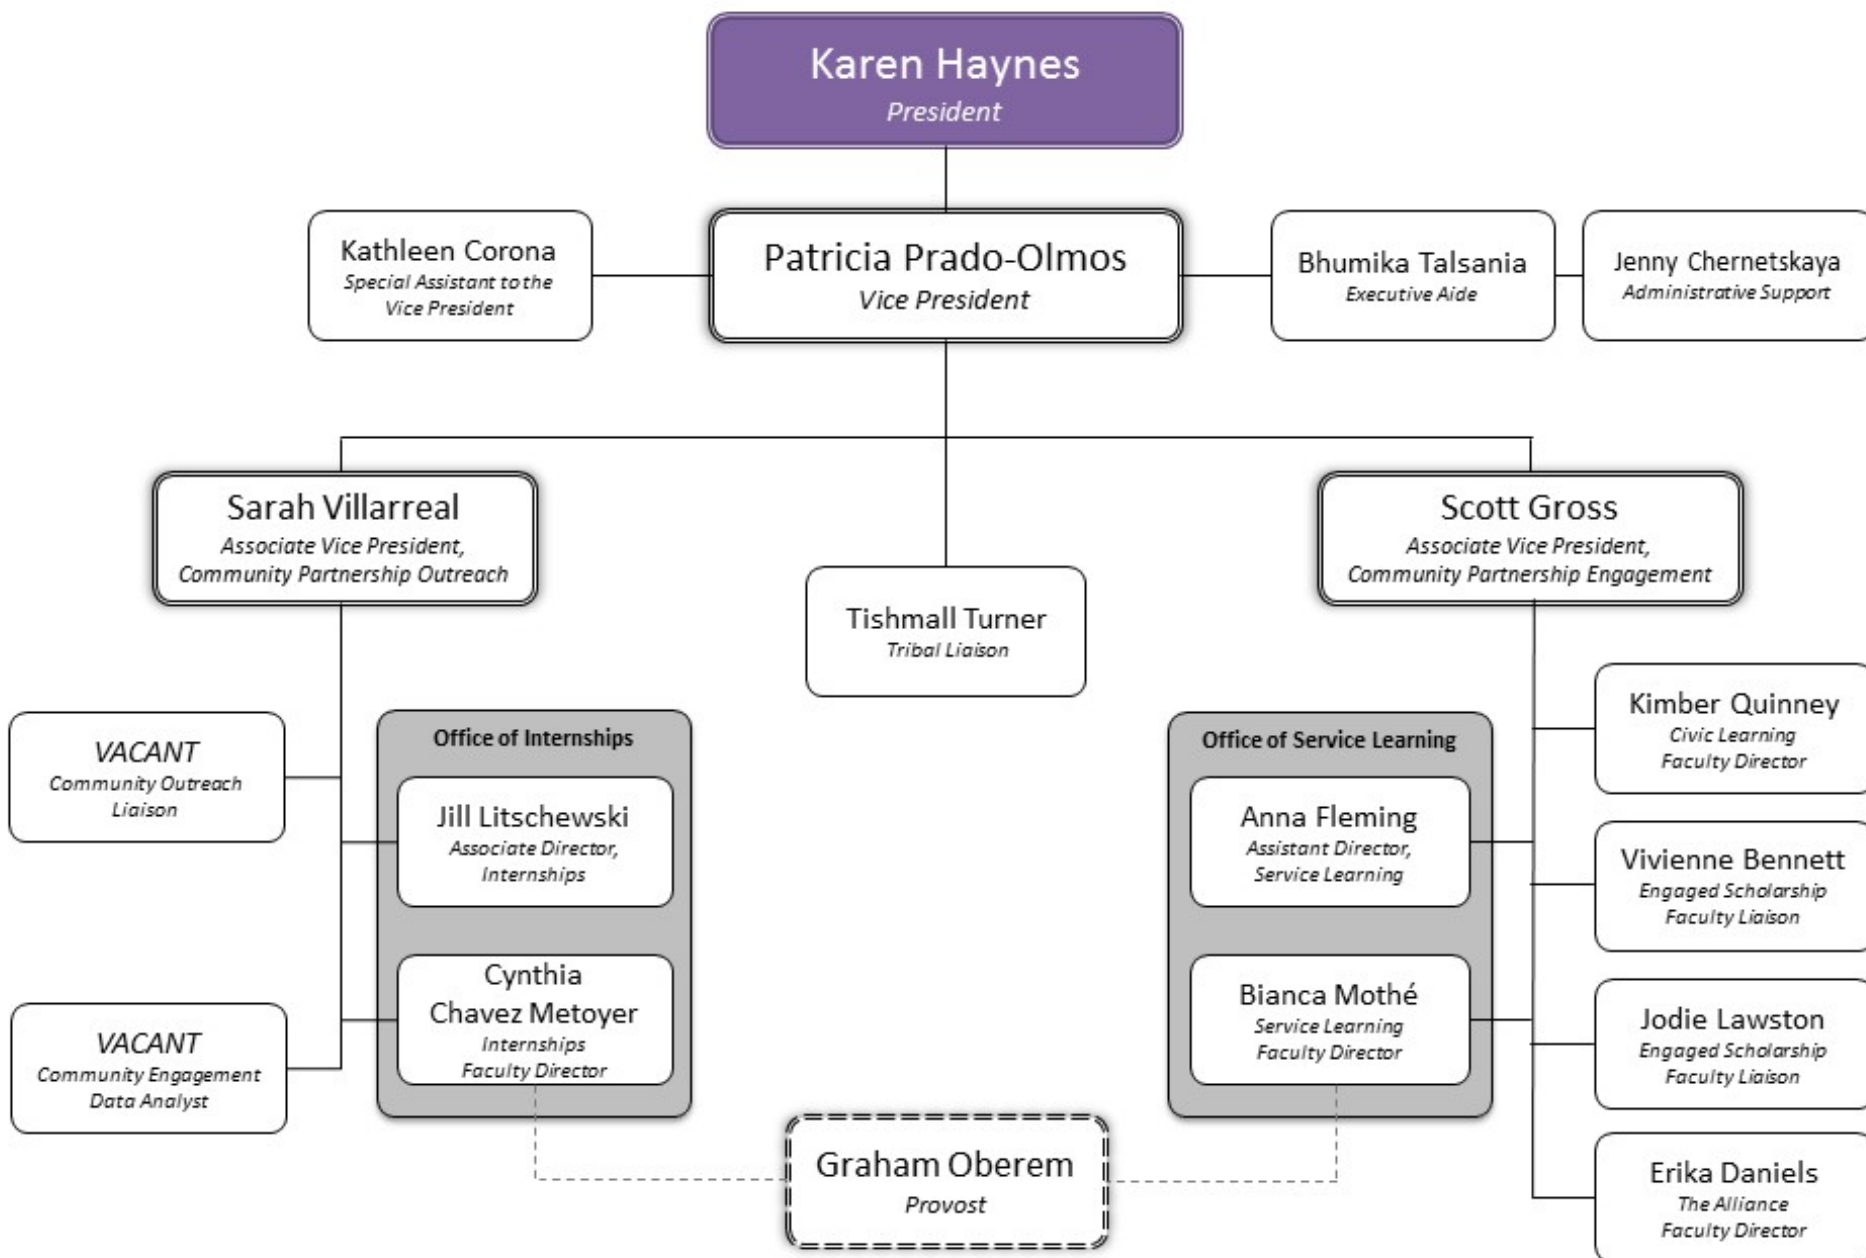 Karen Haynes
President
Kathleen Corona
Special Assistant to the
Vice President
Patricia Prado-Olmos
Vice President
Bhumika Talsania
Executive Aide
Jenny Chernetskaya
Administrative Support
Sarah Villarreal
Associate Vice President,
Community Partnership Outreach
Scott Gross
Associate Vice President,
Community Partnership Engagement
Tishmall Turner
Tribal Liaison
VACANT
Community Outreach
Liaison
VACANT
Community Engagement
Data Analyst
Office of Internships
Jill Litschewski
Associate Director,
Internships
Cynthia
Chavez Metoyer
Internships
Faculty Director
Office of Service Learning
Anna Fleming
Assistant Director,
Service Learning
Bianca Mothé
Service Learning
Faculty Director
Kimber Quinney
Civic Learning
Faculty Director
Vivienne Bennett
Engaged Scholarship
Faculty Liaison
Jodie Lawston
Engaged Scholarship
Faculty Liaison
Erika Daniels
The Alliance
Faculty Director
Graham Oberem
Provost